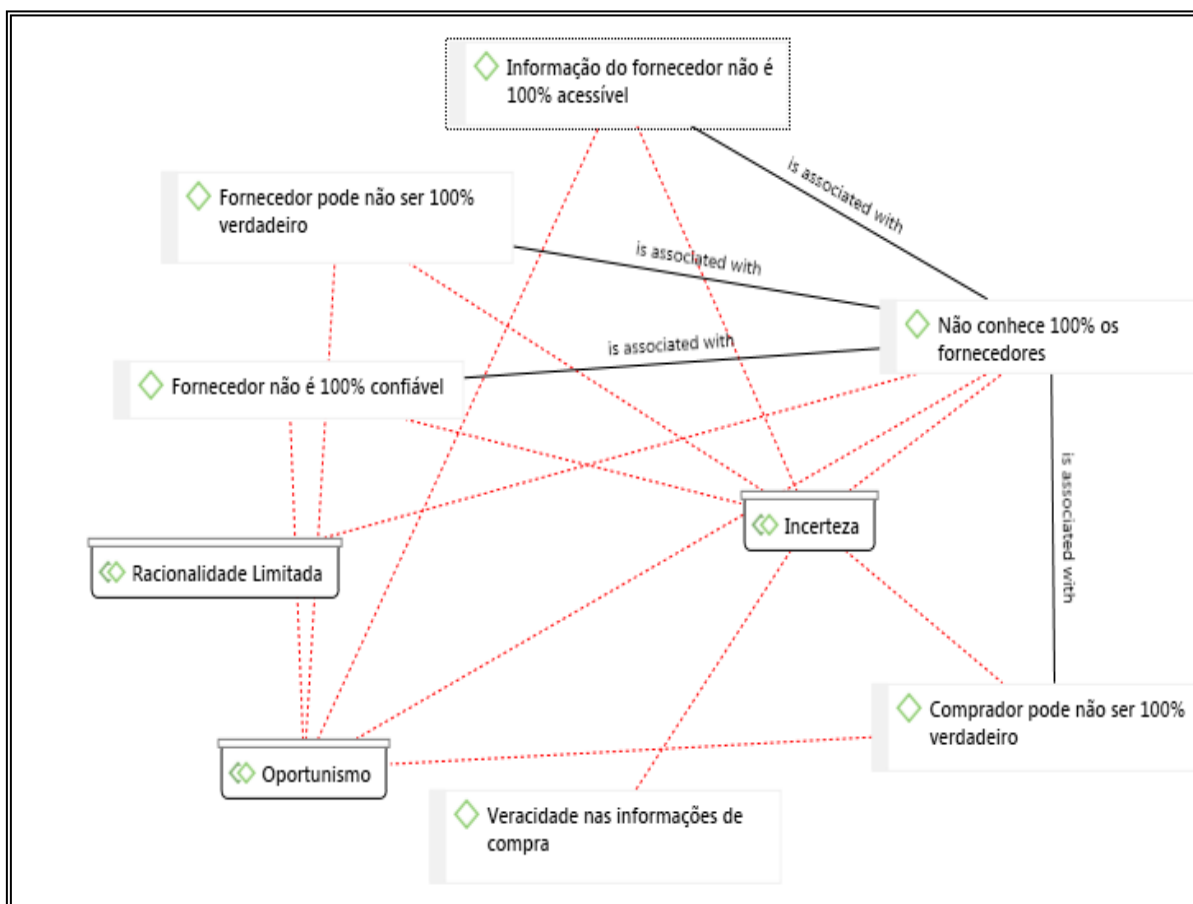 Informação do fornecedor não é
100% acessível
is associated with
Fornecedor pode não ser 100%
verdadeiro
is associated with
Não conhece 100% os
fornecedores
is associated with
Fornecedor não é 100% confiável
is associated with
Incerteza
Racionalidade Limitada
Comprador pode não ser 100%
verdadeiro
Oportunismo
Veracidade nas informações de
compra